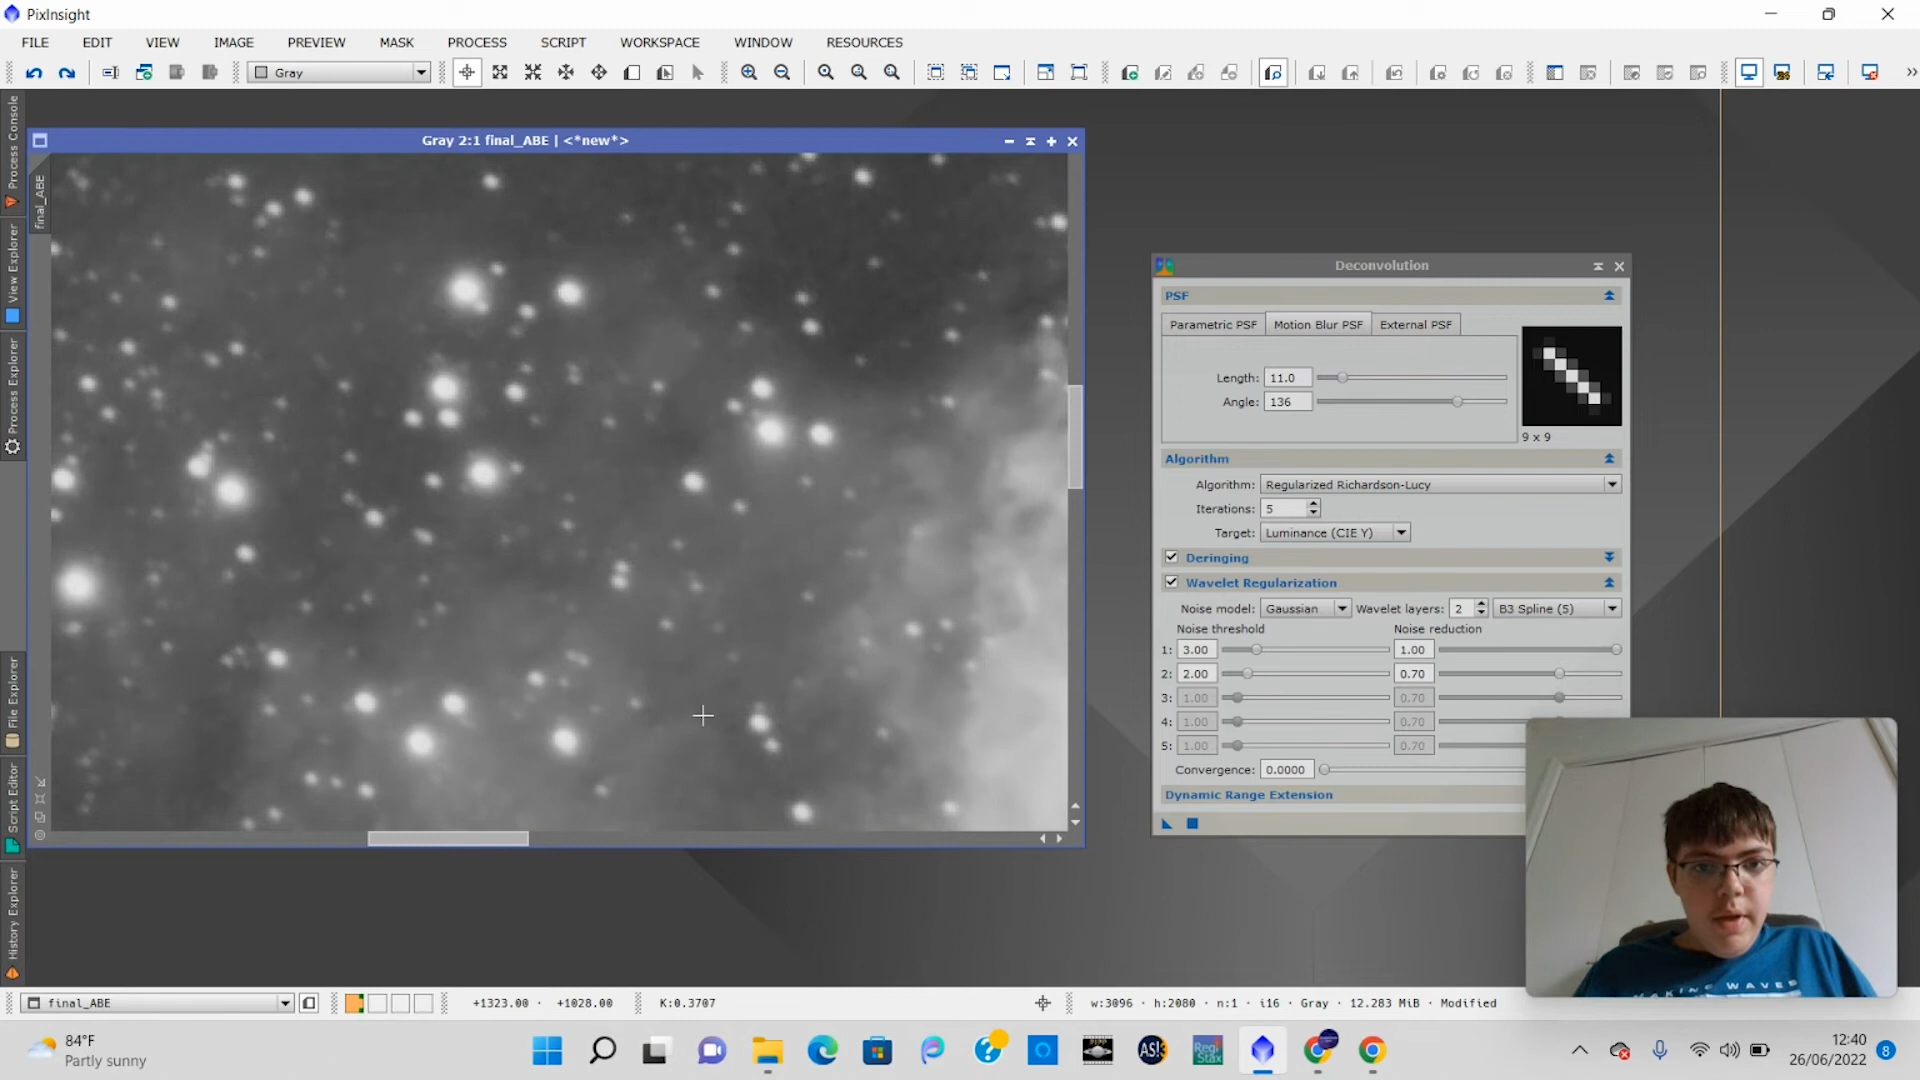 PixInsight
FILE EDIT VIEW IMAGE PREVIEW MASK PROCESS SCRIPT WORKSPACE WINDOW RESOURCES
Gray
Process Console
View Explorer
Process Explorer
File Explorer
Script Editor
History Explorer
Gray 2:1 final_ABE | <*new*>
final_ABE
Deconvolution
PSF
Parametric PSF Motion Blur PSF External PSF
Length: 11.0
Angle: 136
9 x 9
Algorithm
Algorithm: Regularized Richardson-Lucy
Iterations: 5
Target: Luminance (CIE Y)
Deringing
Wavelet Regularization
Noise model: Gaussian Wavelet layers: 2 B3 Spline (5)
Noise threshold Noise reduction
1: 3.00 1.00
2: 2.00 0.70
3: 1.00 0.70
4: 1.00 0.70
5: 1.00 0.70
Convergence: 0.0000
Dynamic Range Extension
WAVES
final_ABE +1323.00 · +1028.00 K:0.3707 w:3096 · h:2080 · n:1 · i16 · Gray · 12.283 MiB · Modified
84°F
Partly sunny
AS!3
Regi
Stax
12:40
26/06/2022
8